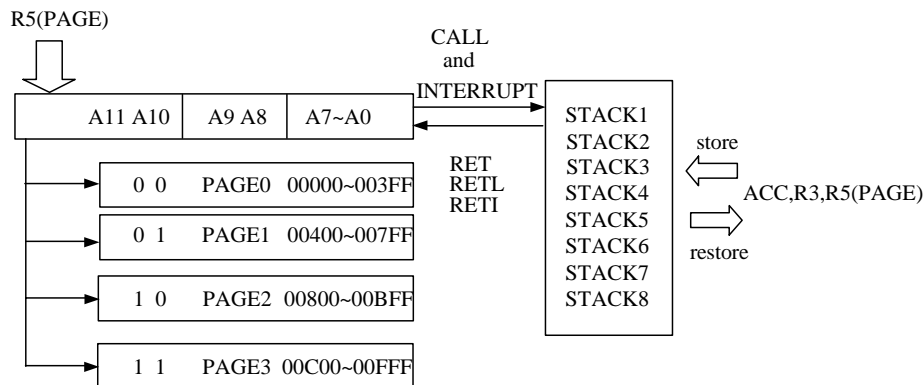 R5(PAGE)
CALL
and
INTERRUPT
A11 A10 A9 A8 A7~A0
0 0 PAGE0 00000~003FF
0 1 PAGE1 00400~007FF
1 0 PAGE2 00800~00BFF
1 1 PAGE3 00C00~00FFF
RET
RETL
RETI
STACK1
STACK2
STACK3
STACK4
STACK5
STACK6
STACK7
STACK8
store
ACC,R3,R5(PAGE)
restore